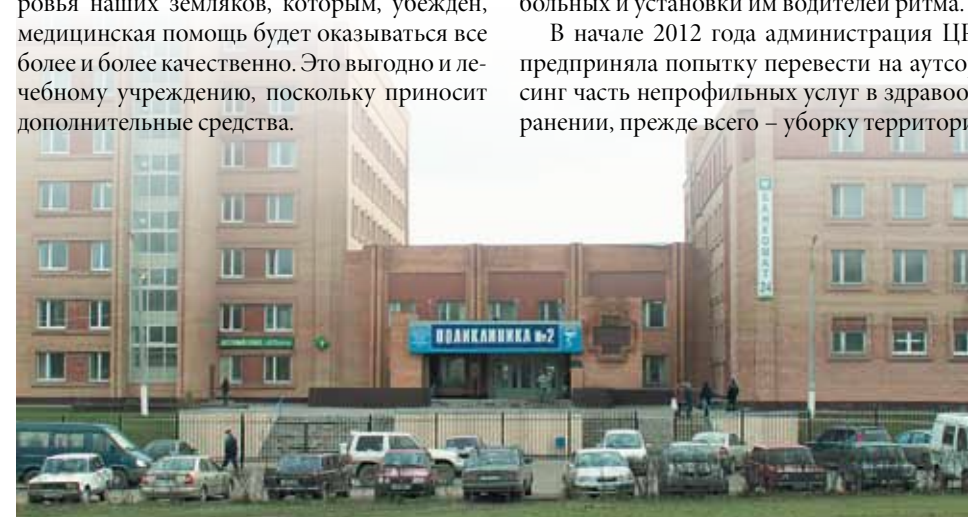 ровья наших земляков, которым, убежден,
медицинская помощь будет оказываться все
более и более качественно. Это выгодно и ле-
чебному учреждению, поскольку приносит
дополнительные средства.
больных и установки им водителей ритма.
В начале 2012 года администрация
предприняла попытку перевести на аутсо
синг часть непрофильных услуг в здравоо
ранении, прежде всего – уборку территори
БАНКОМАТ 24
ПОЛИКЛИНИКА №2